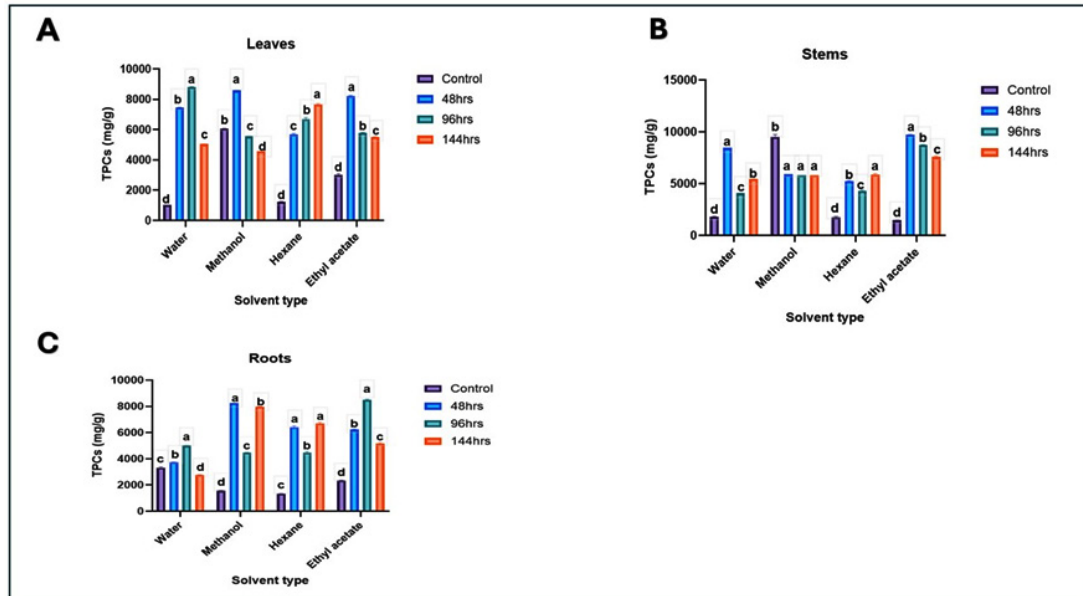 A
Leaves
TPCs (mg/g)
10000
8000
6000
4000
2000
0
d b a c
b a c d
d c b a
d a b c
Water
Methanol
Hexane
Ethyl acetate
Solvent type
Control
48hrs
96hrs
144hrs
B
Stems
TPCs (mg/g)
15000
10000
5000
0
d a c b
b a a a
d b c a
d a b c
Water
Methanol
Hexane
Ethyl acetate
Solvent type
Control
48hrs
96hrs
144hrs
C
Roots
TPCs (mg/g)
10000
8000
6000
4000
2000
0
c b a d
d a c b
c a b a
d b a c
Water
Methanol
Hexane
Ethyl acetate
Solvent type
Control
48hrs
96hrs
144hrs